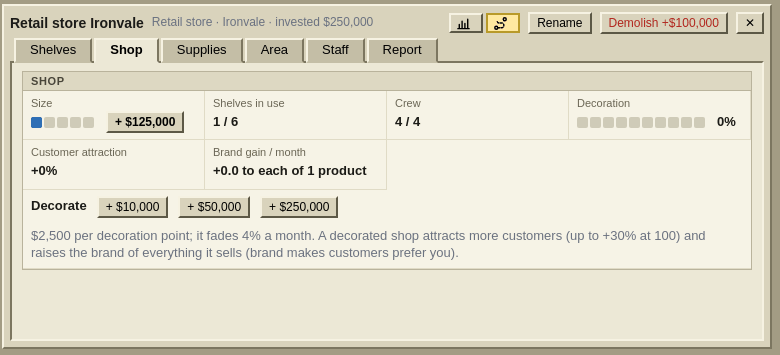 Retail store Ironvale Retail store · Ironvale · invested $250,000 Rename Demolish +$100,000 ✕
Shelves Shop Supplies Area Staff Report
SHOP
Size Shelves in use Crew Decoration
+ $125,000 1 / 6 4 / 4 0%
Customer attraction Brand gain / month
+0% +0.0 to each of 1 product
Decorate + $10,000 + $50,000 + $250,000
$2,500 per decoration point; it fades 4% a month. A decorated shop attracts more customers (up to +30% at 100) and
raises the brand of everything it sells (brand makes customers prefer you).